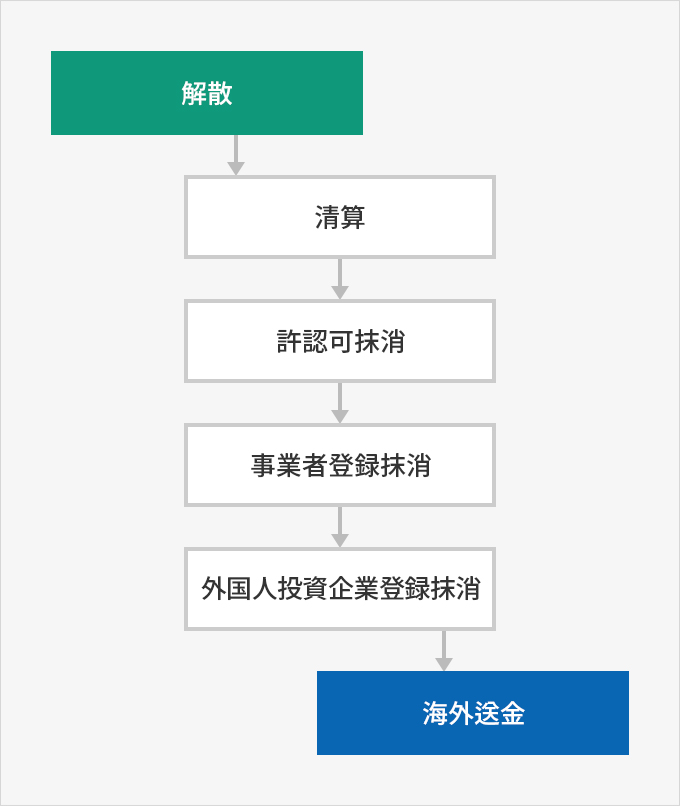 解散
清算
許認可抹消
事業者登録抹消
外国人投資企業登録抹消
海外送金